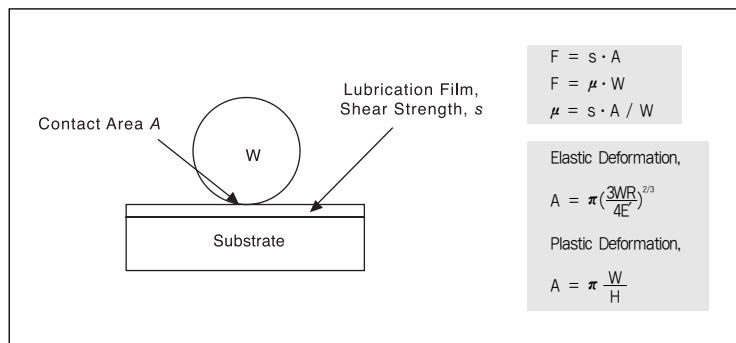 Contact Area A
Lubrication Film,
Shear Strength, s
W
Substrate
F = s · A
F = μ · W
μ = s · A / W
Elastic Deformation,
A = π(3WR/4E′)^2/3
Plastic Deformation,
A = π W/H